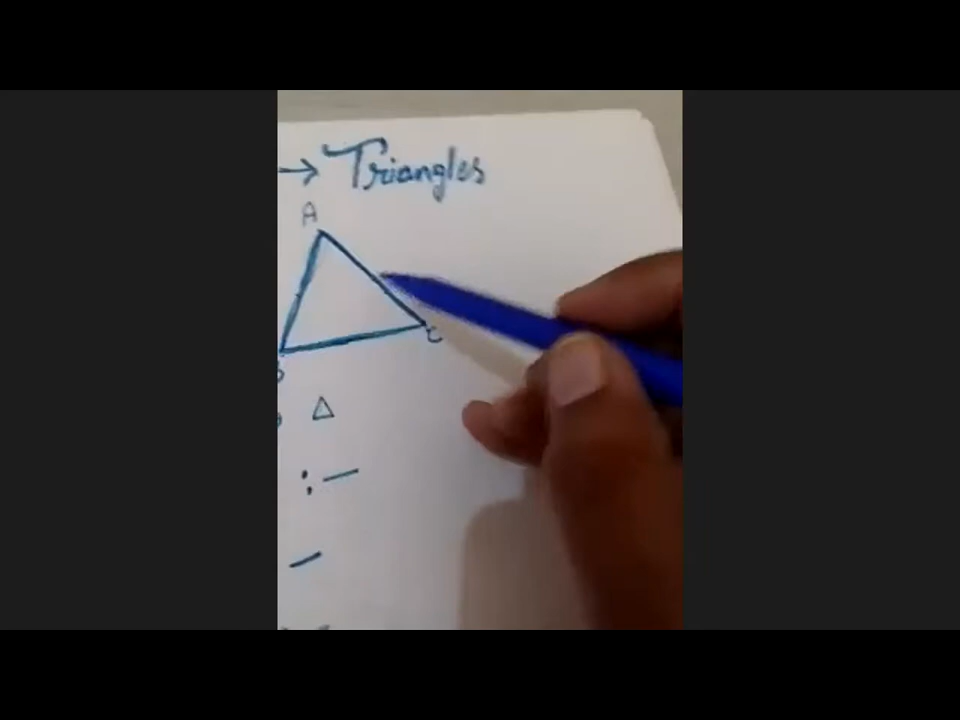 → Triangles
A
C
B
△
:—
—